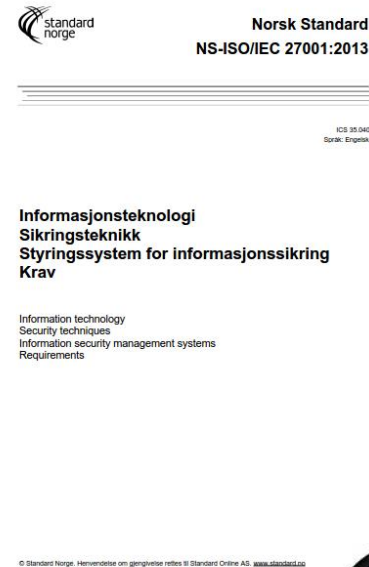 standard
norge
Norsk Standard
NS-ISO/IEC 27001:2013
ICS 35.040
Språk: Engelsk
Informasjonsteknologi
Sikringsteknikk
Styringssystem for informasjonssikring
Krav
Information technology
Security techniques
Information security management systems
Requirements
© Standard Norge. Henvendelse om gjengivelse rettes til Standard Online AS. www.standard.no